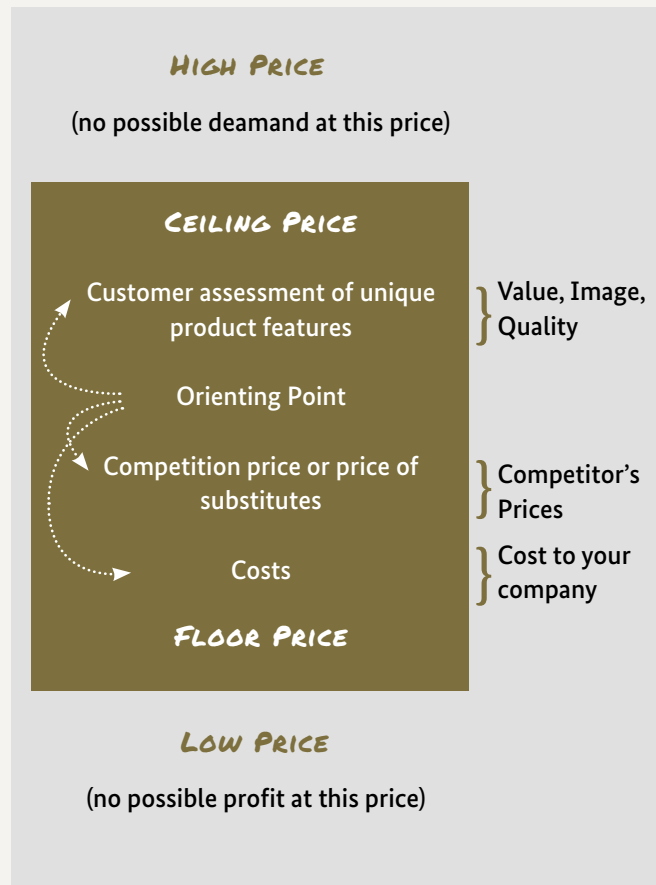 HIGH PRICE
(no possible deamand at this price)
CEILING PRICE
Customer assessment of unique
product features
Value, Image,
Quality
Orienting Point
Competition price or price of
substitutes
Competitor’s
Prices
Costs
Cost to your
company
FLOOR PRICE
LOW PRICE
(no possible profit at this price)